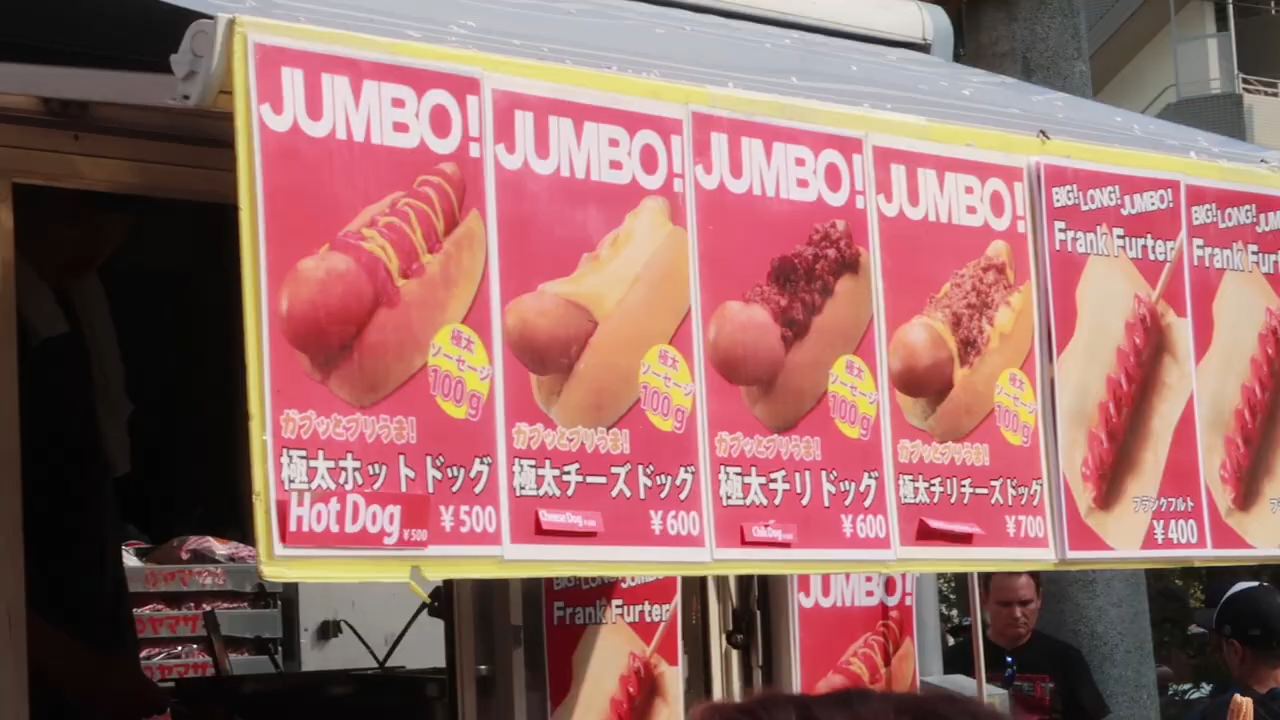 JUMBO!
極太
ソーセージ
100g
ガブッとプリうま!
極太ホットドッグ
Hot Dog ¥500
¥500
JUMBO!
極太
ソーセージ
100g
ガブッとプリうま!
極太チーズドッグ
Cheese Dog
¥600
JUMBO!
極太
ソーセージ
100g
ガブッとプリうま!
極太チリドッグ
Chili Dog
¥600
JUMBO!
極太
ソーセージ
100g
ガブッとプリうま!
極太チリチーズドッグ
¥700
BIG! LONG! JUMBO!
Frank Furter
フランクフルト
¥400
BIG! LONG! JUM
Frank Furt
BIG! LONG! JUMBO!
Frank Furter
JUMBO!
ヤマザ
ヤマザ